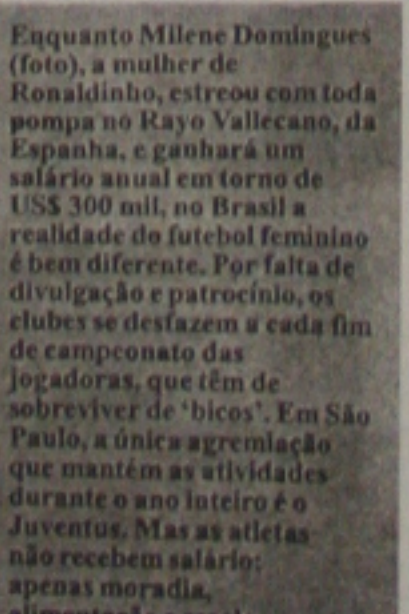 Enquanto Milene Domingues
(foto), a mulher de
Ronaldinho, estreou com toda
pompa no Rayo Vallecano, da
Espanha, e ganhará um
salário anual em torno de
US$ 300 mil, no Brasil a
realidade do futebol feminino
é bem diferente. Por falta de
divulgação e patrocínio, os
clubes se desfazem a cada fim
de campeonato das
jogadoras, que têm de
sobreviver de ‘bicos’. Em São
Paulo, a única agremiação
que mantém as atividades
durante o ano inteiro é o
Juventus. Mas as atletas
não recebem salário:
apenas moradia,